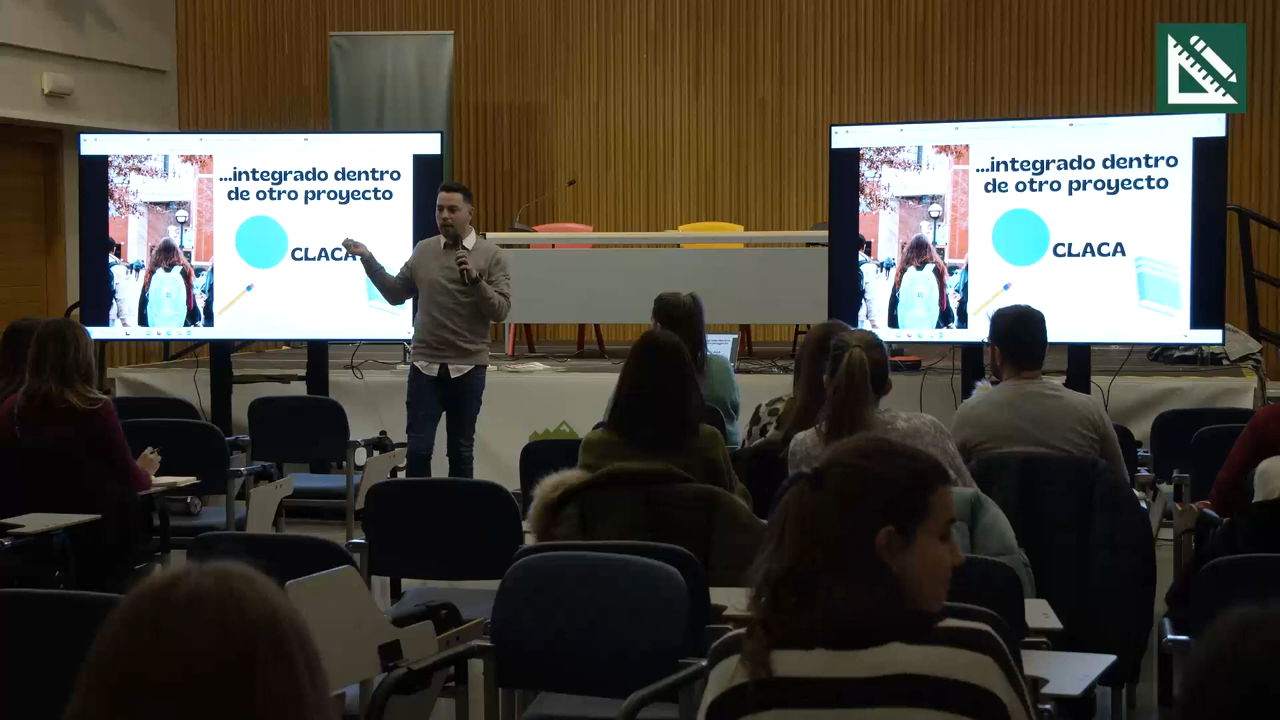 ...integrado dentro
de otro proyecto
CLACA
...integrado dentro
de otro proyecto
CLACA